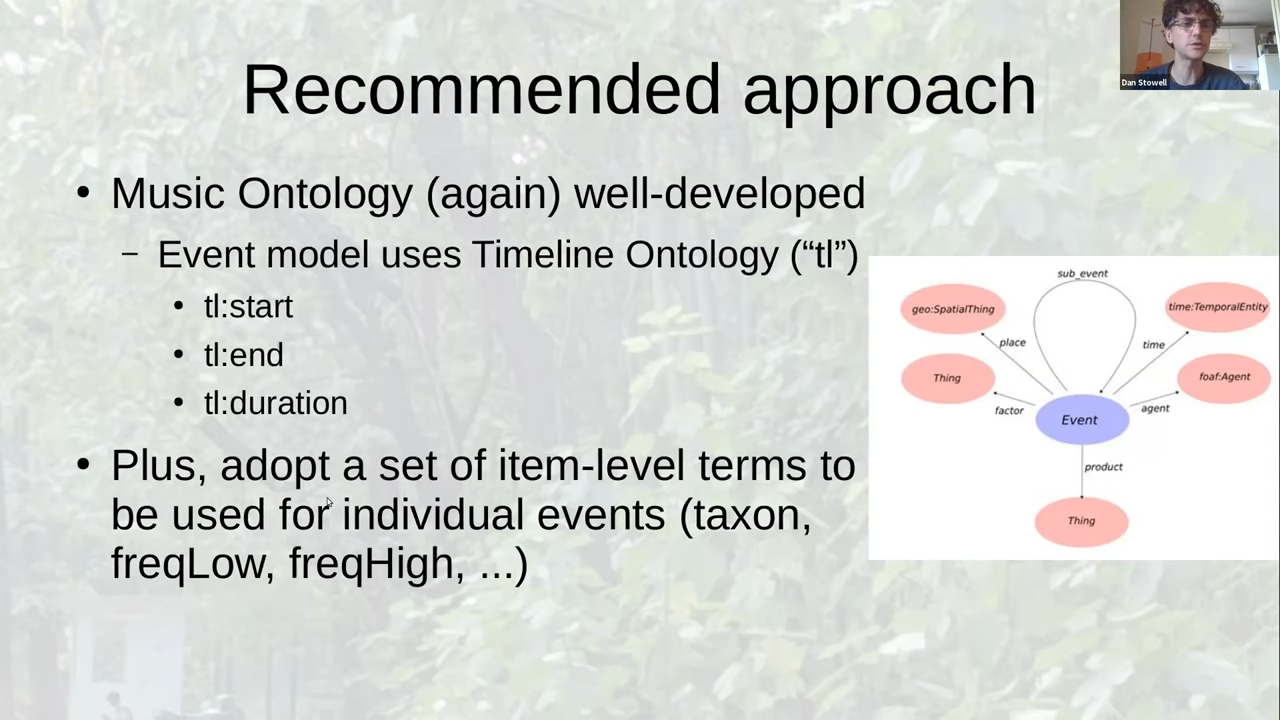 Recommended approach
Dan Stowell
• Music Ontology (again) well-developed
– Event model uses Timeline Ontology (“tl”)
• tl:start
• tl:end
• tl:duration
• Plus, adopt a set of item-level terms to
be used for individual events (taxon,
freqLow, freqHigh, ...)
sub_event
geo:SpatialThing
time:TemporalEntity
place
time
Thing
foaf:Agent
factor
agent
Event
product
Thing